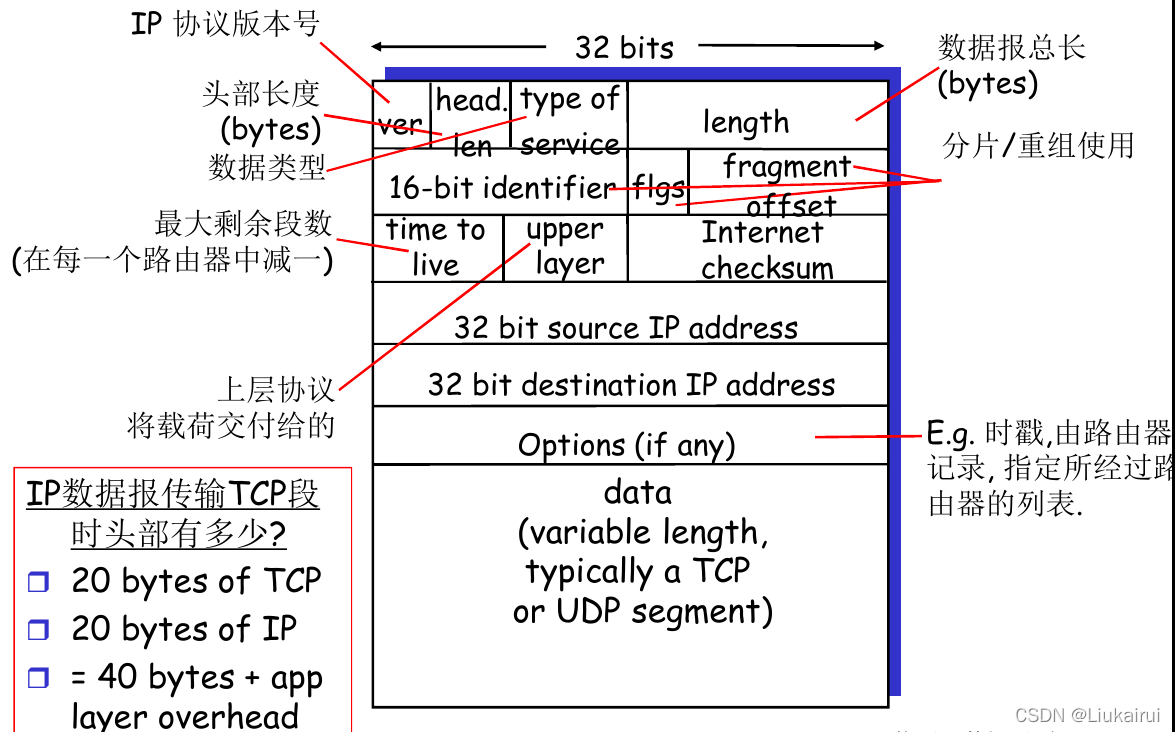 IP 协议版本号
32 bits
数据报总长
(bytes)
头部长度
(bytes)
数据类型
ver
head.
len
type of
service
length
分片/重组使用
16-bit identifier
flgs
fragment
offset
最大剩余段数
(在每一个路由器中减一)
time to
live
upper
layer
Internet
checksum
32 bit source IP address
上层协议
将载荷交付给的
32 bit destination IP address
Options (if any)
E.g. 时戳,由路由器
记录, 指定所经过路
由器的列表.
data
(variable length,
typically a TCP
or UDP segment)
IP数据报传输TCP段
时头部有多少?
20 bytes of TCP
20 bytes of IP
= 40 bytes + app
layer overhead
CSDN @Liukairui